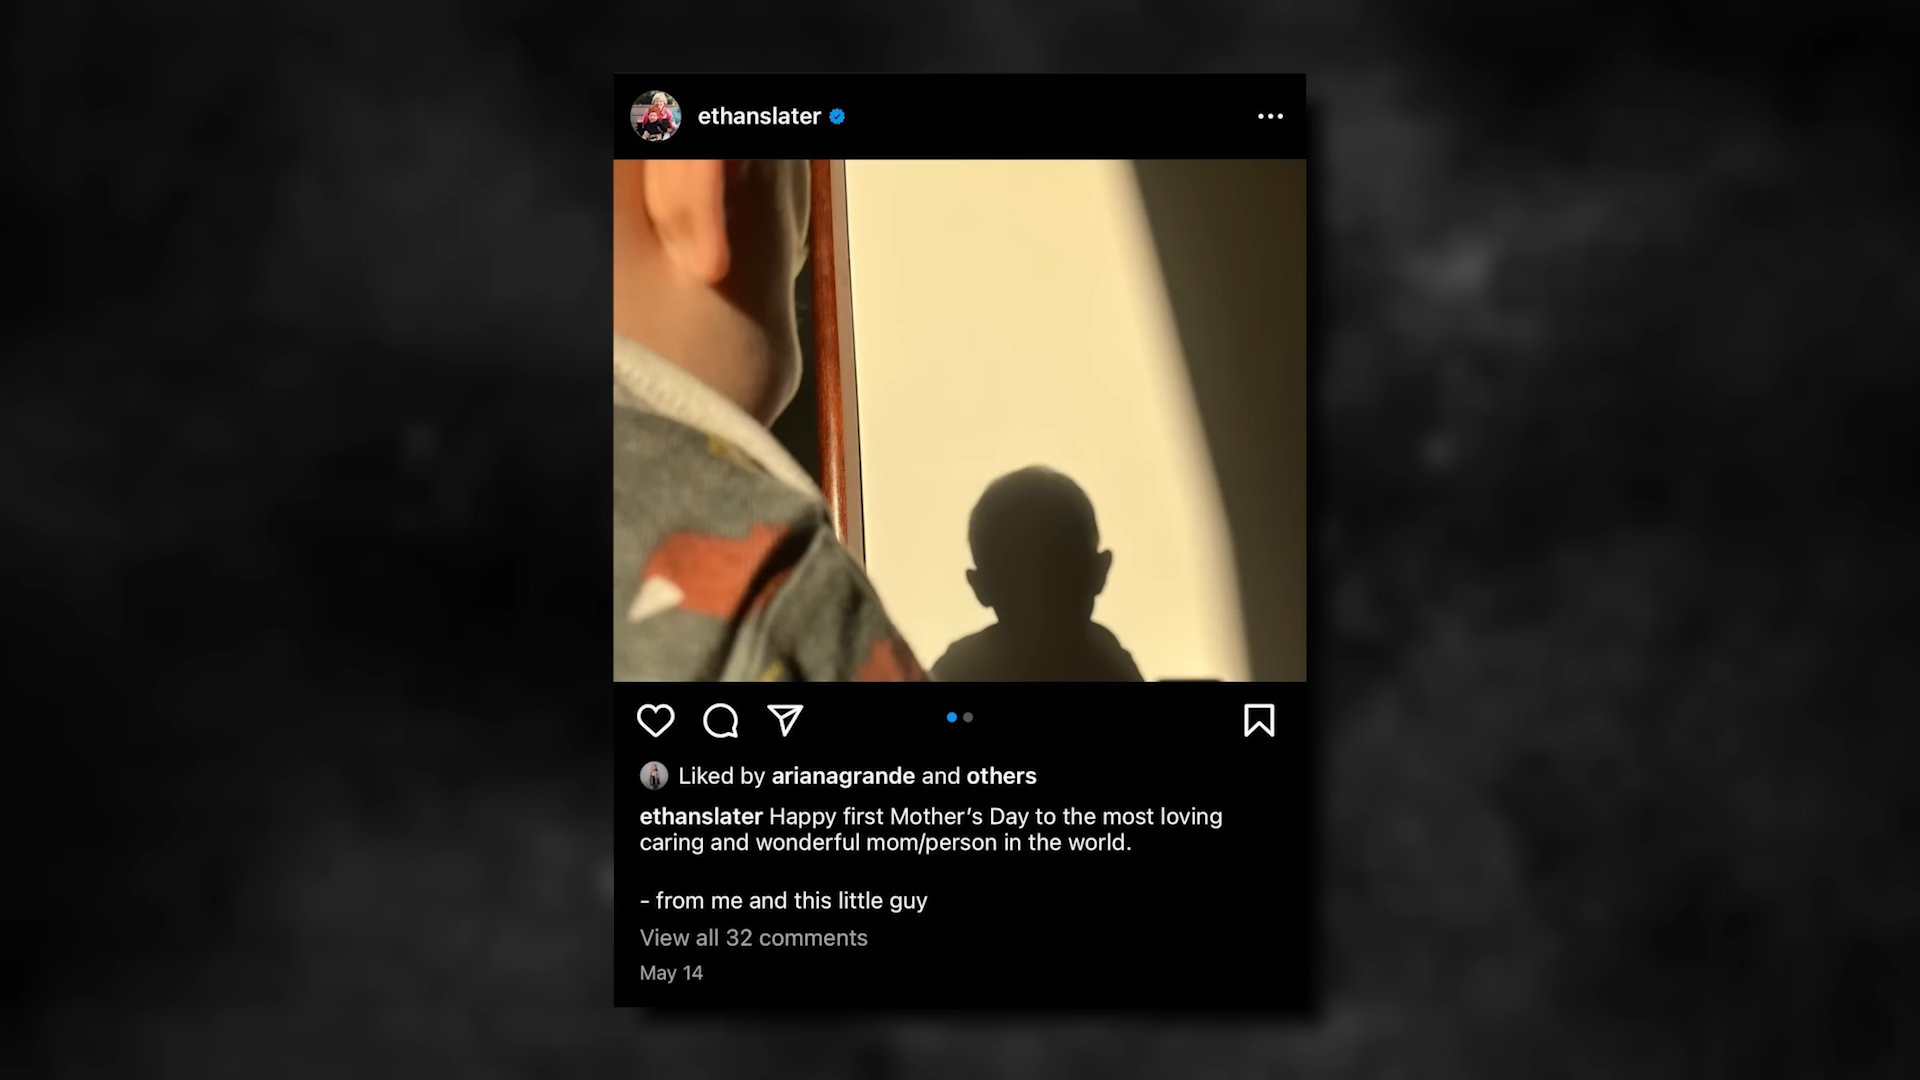 ethanslater
Liked by arianagrande and others
ethanslater Happy first Mother’s Day to the most loving
caring and wonderful mom/person in the world.
- from me and this little guy
View all 32 comments
May 14